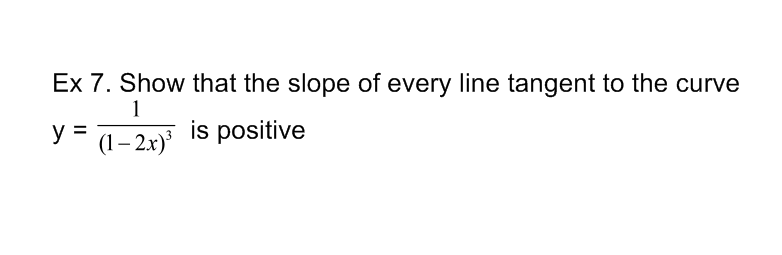 Ex 7. Show that the slope of every line tangent to the curve
y = \frac{1}{(1-2x)^3} is positive